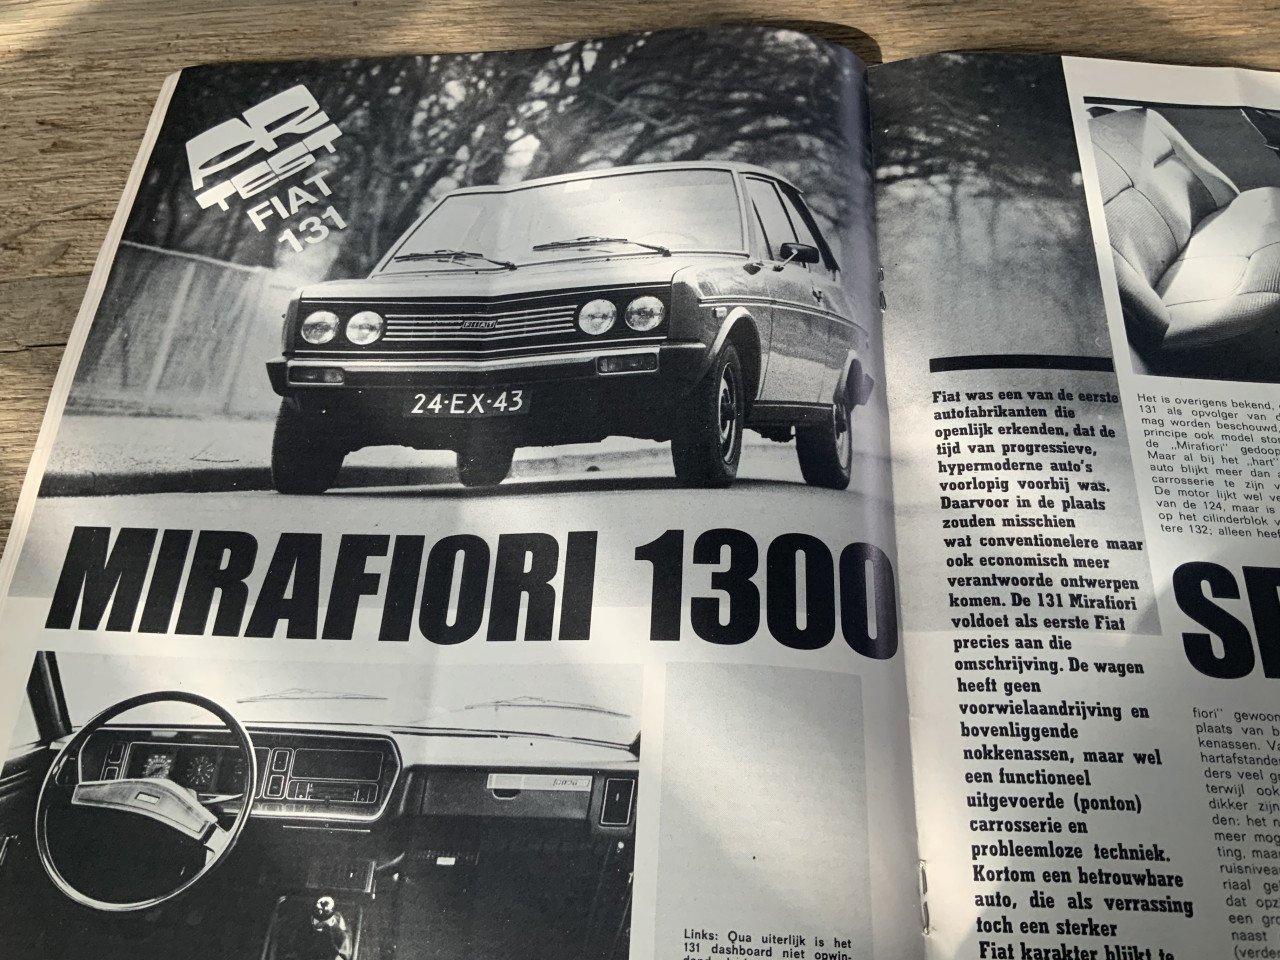 AR
TEST
FIAT
131
FIAT
24-EX-43
MIRAFIORI 1300
Links: Qua uiterlijk is het
131 dashboard niet opwin-
Fiat was een van de eerste
autofabrikanten die
openlijk erkenden, dat de
tijd van progressieve,
hypermoderne auto's
voorlopig voorbij was.
Daarvoor in de plaats
zouden misschien
wat conventionelere maar
ook economisch meer
verantwoorde ontwerpen
komen. De 131 Mirafiori
voldoet als eerste Fiat
precies aan die
omschrijving. De wagen
heeft geen
voorwielaandrijving en
bovenliggende
nokkenassen, maar wel
een functioneel
uitgevoerde (ponton)
carrosserie en
probleemloze techniek.
Kortom een betrouwbare
auto, die als verrassing
toch een sterker
Fiat karakter blijkt te
Het is overigens bekend,
131 als opvolger van d
mag worden beschouwd,
principe ook model sto
de „Mirafiori" gedoop
Maar al bij het „hart"
auto blijkt meer dan
carrosserie te zijn v
De motor lijkt wel ve
van de 124, maar is
op het cilinderblok
tere 132; alleen heef
SP
fiori" gewoon
plaats van b
kenassen. Va
hartafstanden
ders veel g
terwijl ook
dikker zijn
den: het n
meer mog
ting, maa
ruisnivea
riaal ge
dat opz
een gro
naast
(verder